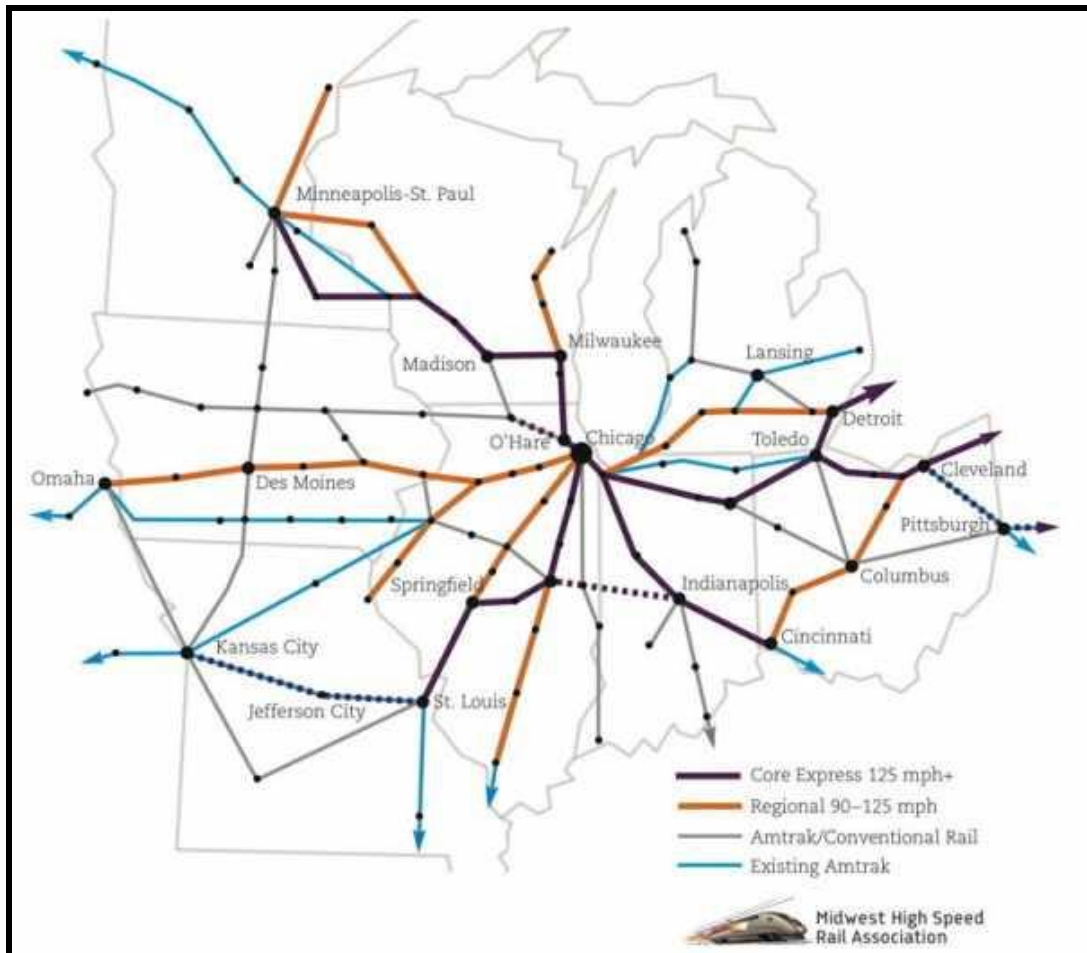 Minneapolis-St. Paul
Milwaukee
Madison
Lansing
O'Hare
Chicago
Detroit
Toledo
Omaha
Des Moines
Cleveland
Pittsburgh
Springfield
Indianapolis
Columbus
Cincinnati
Kansas City
Jefferson City
St. Louis
Core Express 125 mph+
Regional 90–125 mph
Amtrak/Conventional Rail
Existing Amtrak
Midwest High Speed
Rail Association